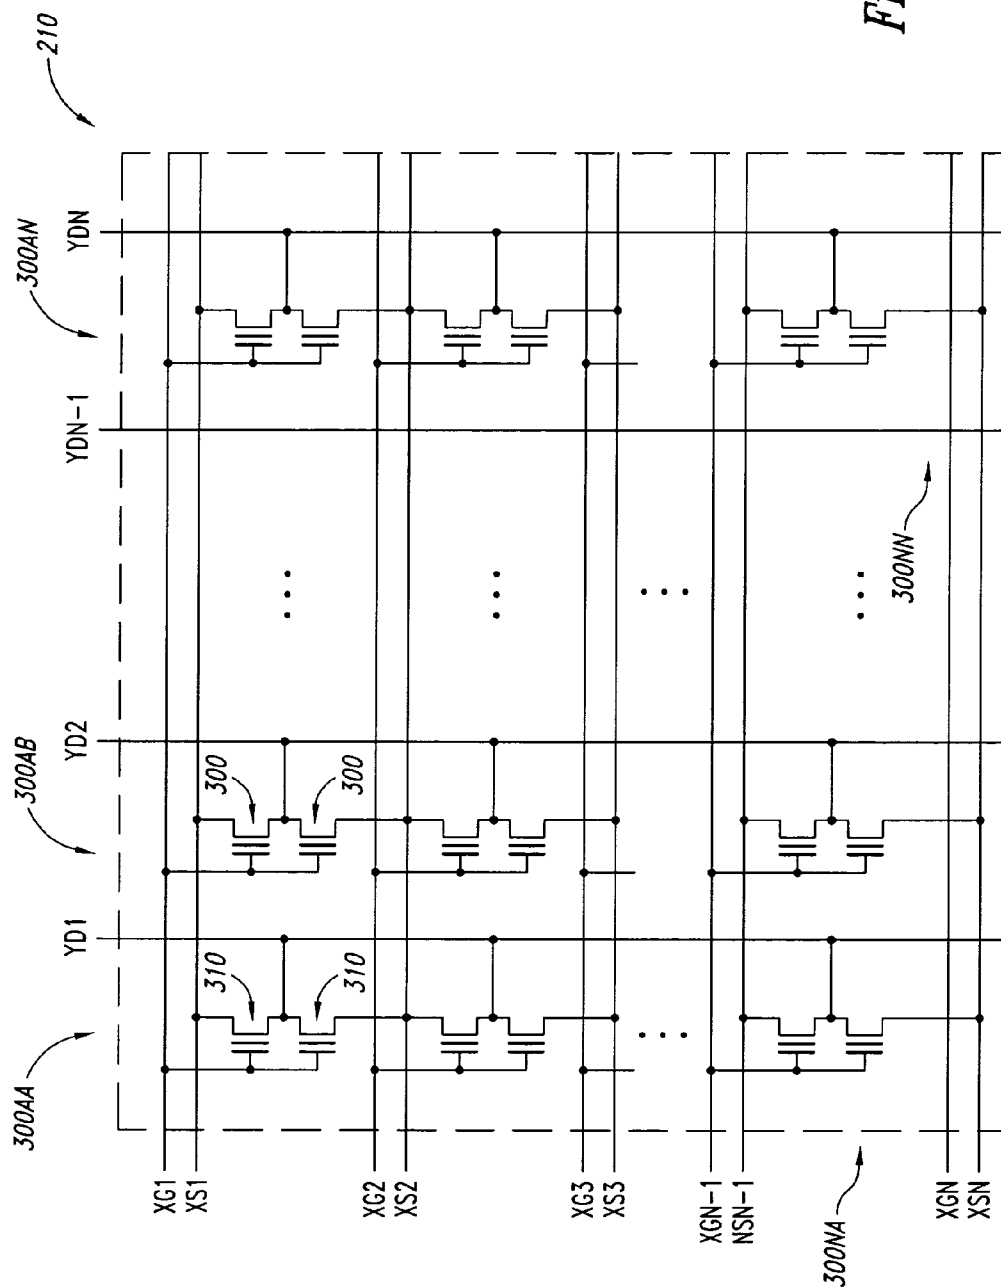 210
300AA
300AB
300AN
YD1
YD2
YDN-1
YDN
XG1
XS1
310
310
300
300
XG2
XS2
XG3
XS3
XGN-1
NSN-1
300NA
300NN
XGN
XSN